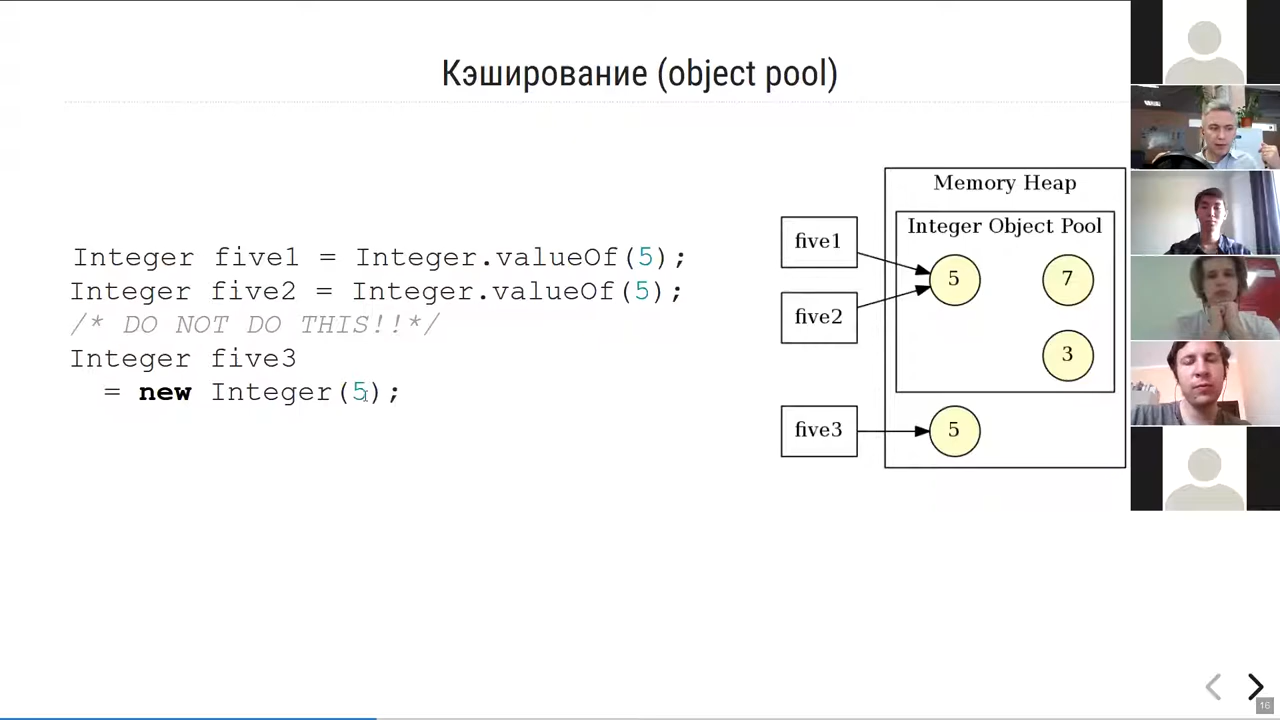 Кэширование (object pool)
Integer five1 = Integer.valueOf(5);
Integer five2 = Integer.valueOf(5);
/* DO NOT DO THIS!!*/
Integer five3
= new Integer(5);
Memory Heap
Integer Object Pool
five1
five2
five3
5
7
3
5
16